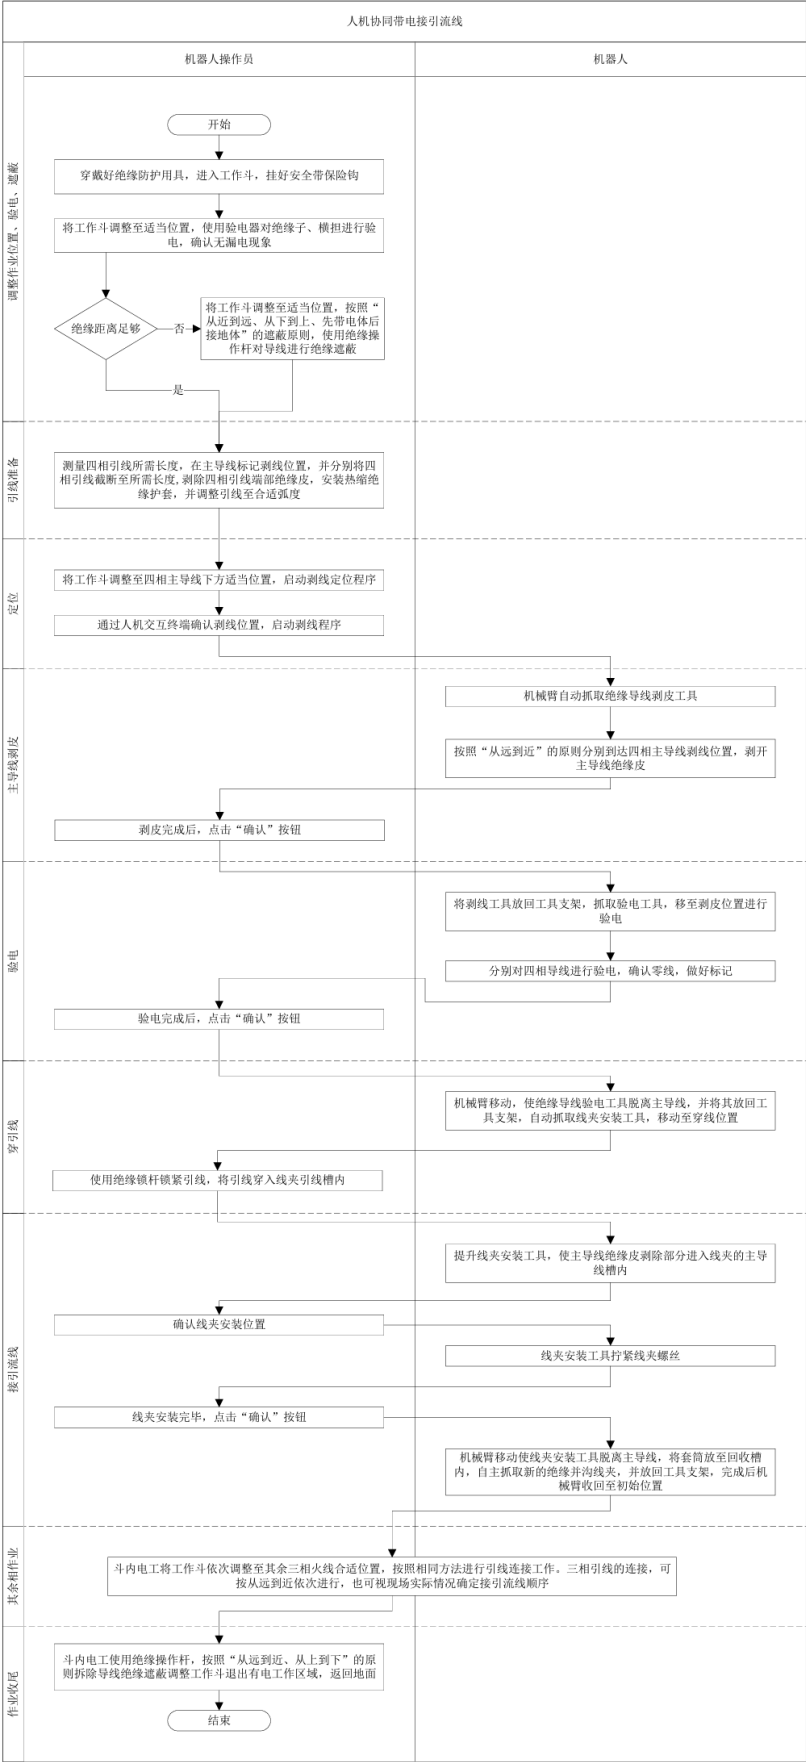 人机协同带电接引流线
机器人操作员
机器人
调整作业位置、验电、遮蔽
开始
穿戴好绝缘防护用具，进入工作斗，挂好安全带保险钩
将工作斗调整至适当位置，使用验电器对绝缘子、横担进行验
电，确认无漏电现象
绝缘距离足够
否
将工作斗调整至适当位置，按照“
从近到远、从下到上、先带电体后
接地体”的遮蔽原则，使用绝缘操
作杆对导线进行绝缘遮蔽
是
引线准备
测量四相引线所需长度，在主导线标记剥线位置，并分别将四
相引线截断至所需长度,剥除四相引线端部绝缘皮，安装热缩绝
缘护套，并调整引线至合适弧度
定位
将工作斗调整至四相主导线下方适当位置，启动剥线定位程序
通过人机交互终端确认剥线位置，启动剥线程序
主导线剥皮
机械臂自动抓取绝缘导线剥皮工具
按照“从远到近”的原则分别到达四相主导线剥线位置，剥开
主导线绝缘皮
剥皮完成后，点击“确认”按钮
验电
将剥线工具放回工具支架，抓取验电工具，移至剥皮位置进行
验电
分别对四相导线进行验电，确认零线，做好标记
验电完成后，点击“确认”按钮
穿引线
机械臂移动，使绝缘导线验电工具脱离主导线，并将其放回工
具支架，自动抓取线夹安装工具，移动至穿线位置
使用绝缘锁杆锁紧引线，将引线穿入线夹引线槽内
接引流线
提升线夹安装工具，使主导线绝缘皮剥除部分进入线夹的主导
线槽内
确认线夹安装位置
线夹安装工具拧紧线夹螺丝
线夹安装完毕，点击“确认”按钮
机械臂移动使线夹安装工具脱离主导线，将套筒放至回收槽
内，自主抓取新的绝缘并沟线夹，并放回工具支架，完成后机
械臂收回至初始位置
其余相作业
斗内电工将工作斗依次调整至其余三相火线合适位置，按照相同方法进行引线连接工作。三相引线的连接，可
按从远到近依次进行，也可视现场实际情况确定接引流线顺序
作业收尾
斗内电工使用绝缘操作杆，按照“从远到近、从上到下”的原
则拆除导线绝缘遮蔽调整工作斗退出有电工作区域，返回地面
结束